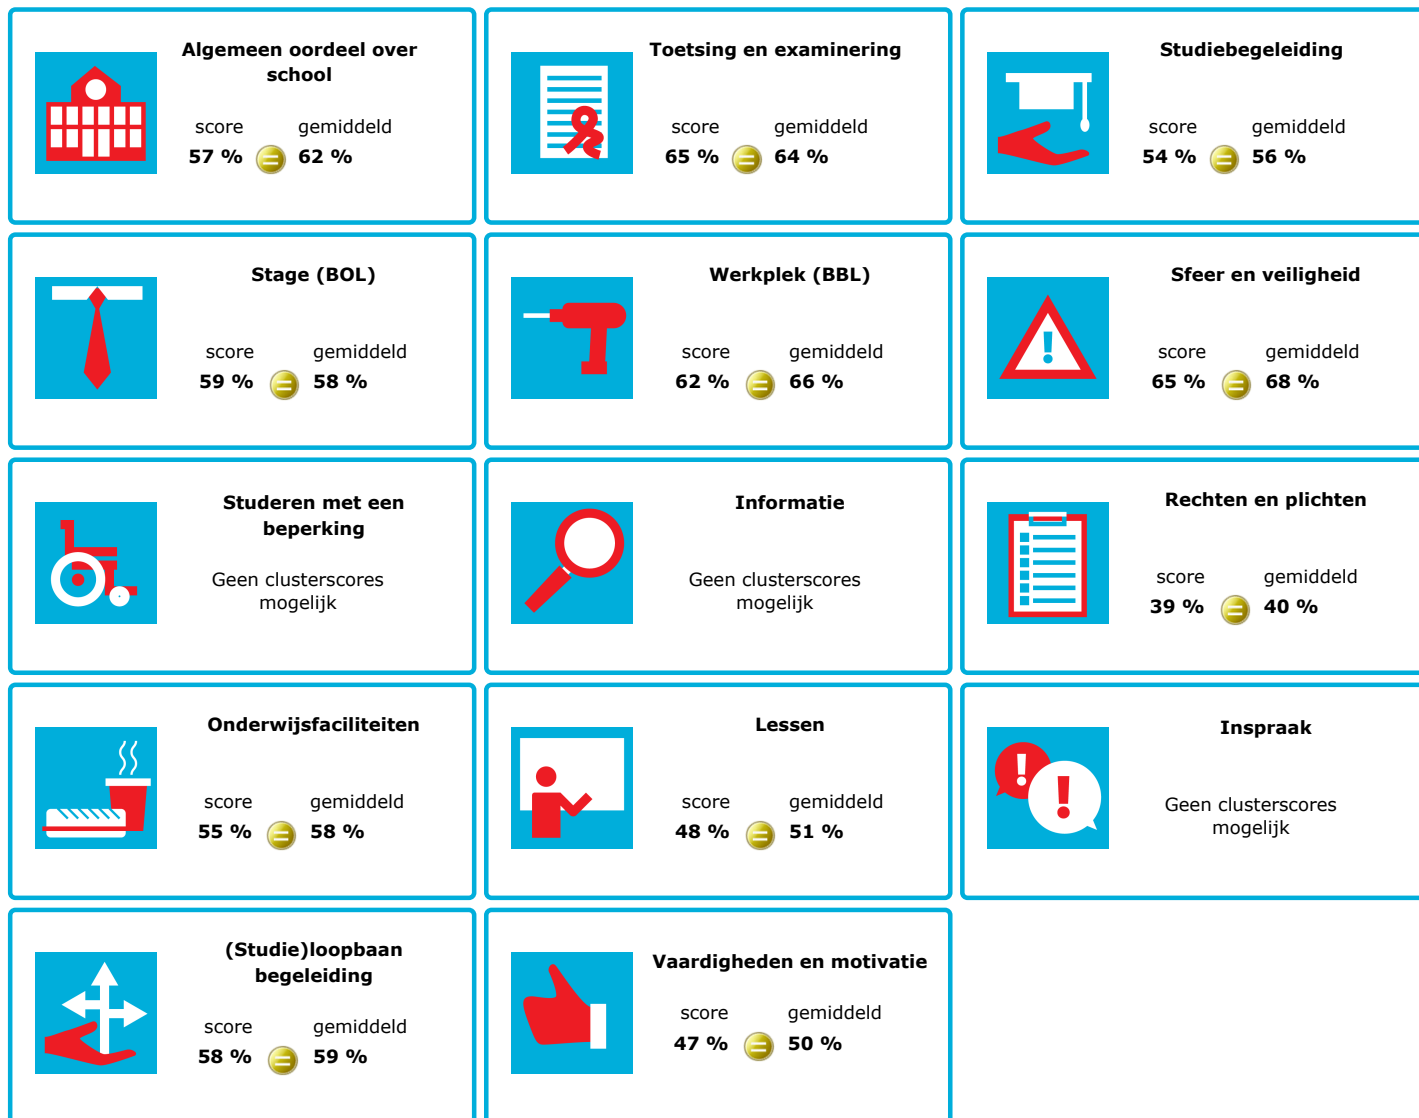 Algemeen oordeel over
school
score gemiddeld
57 % = 62 %
Toetsing en examinering
score gemiddeld
65 % = 64 %
Studiebegeleiding
score gemiddeld
54 % = 56 %
Stage (BOL)
score gemiddeld
59 % = 58 %
Werkplek (BBL)
score gemiddeld
62 % = 66 %
Sfeer en veiligheid
score gemiddeld
65 % = 68 %
Studeren met een
beperking
Geen clusterscores
mogelijk
Informatie
Geen clusterscores
mogelijk
Rechten en plichten
score gemiddeld
39 % = 40 %
Onderwijsfaciliteiten
score gemiddeld
55 % = 58 %
Lessen
score gemiddeld
48 % = 51 %
Inspraak
Geen clusterscores
mogelijk
(Studie)loopbaan
begeleiding
score gemiddeld
58 % = 59 %
Vaardigheden en motivatie
score gemiddeld
47 % = 50 %